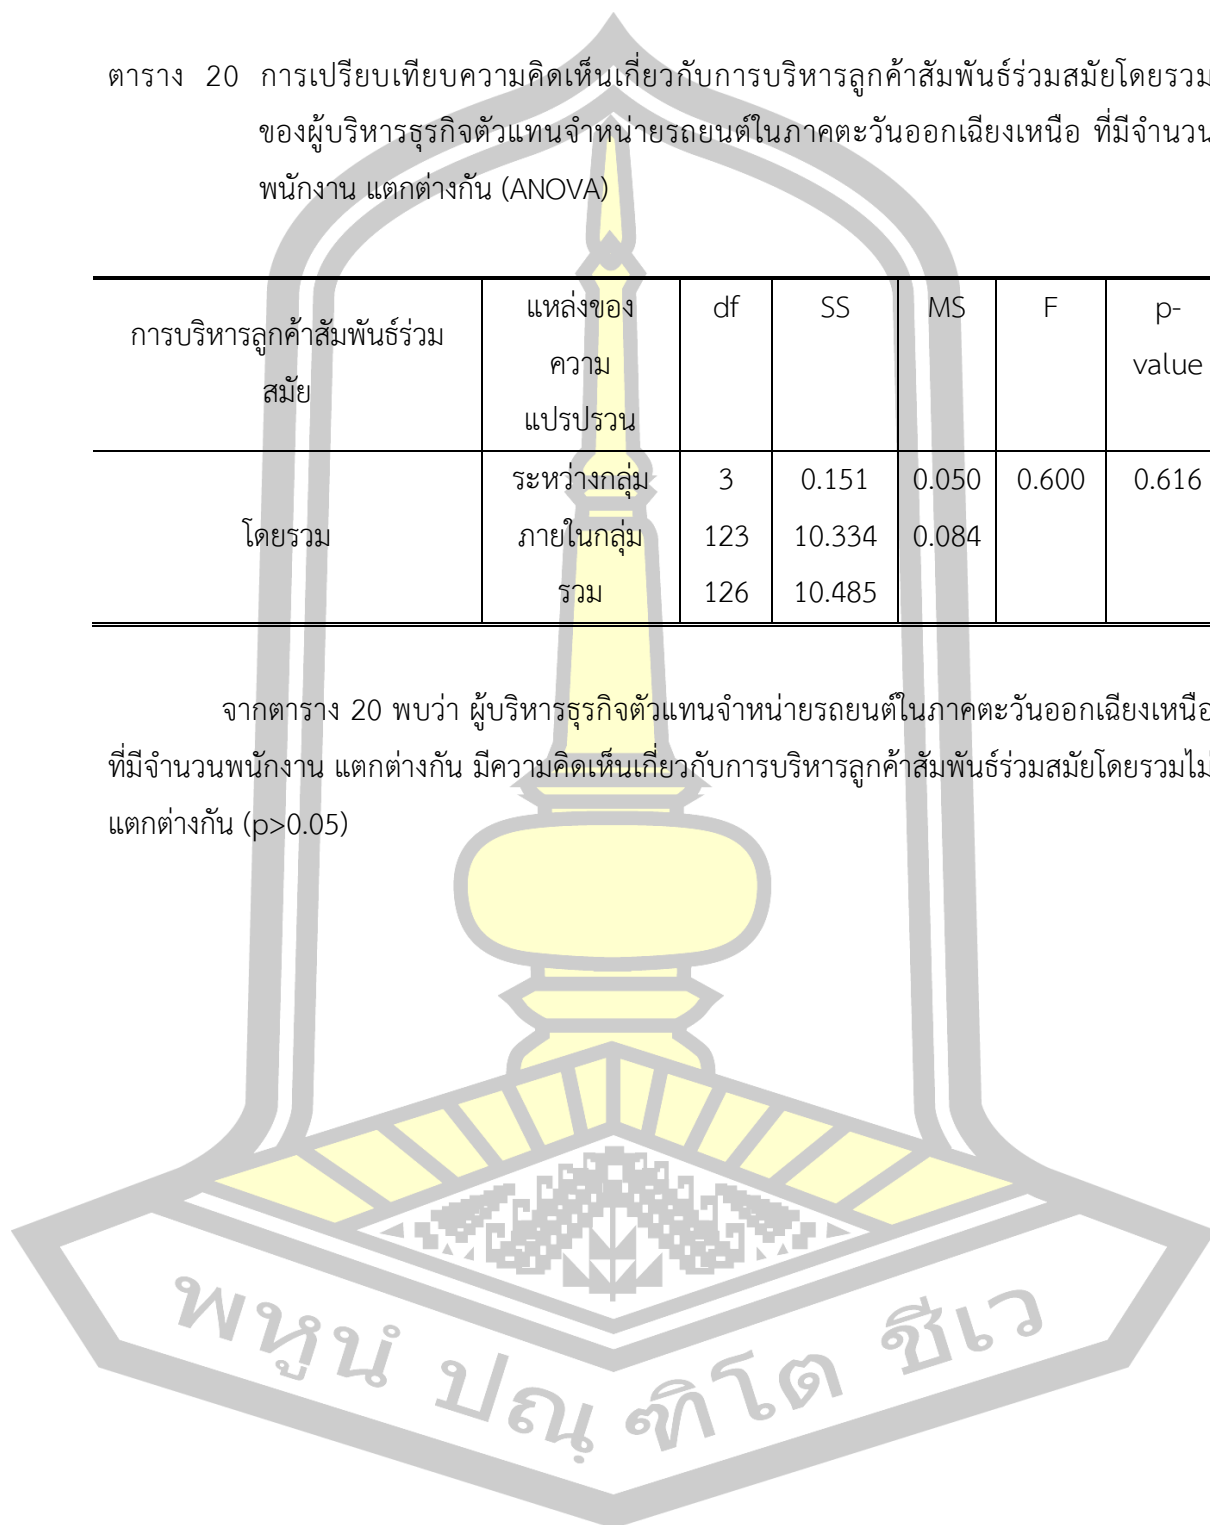 ตาราง 20 การเปรียบเทียบความคิดเห็นเกี่ยวกับการบริหารลูกค้าสัมพันธ์ร่วมสมัยโดยรวม
ของผู้บริหารธุรกิจตัวแทนจำหน่ายรถยนต์ในภาคตะวันออกเฉียงเหนือ ที่มีจำนวน
พนักงาน แตกต่างกัน (ANOVA)
การบริหารลูกค้าสัมพันธ์ร่วม
สมัย
แหล่งของ
ความ
แปรปรวน
df
SS
MS
F
p-
value
โดยรวม
ระหว่างกลุ่ม 3 0.151 0.050 0.600 0.616
ภายในกลุ่ม 123 10.334 0.084
รวม 126 10.485
จากตาราง 20 พบว่า ผู้บริหารธุรกิจตัวแทนจำหน่ายรถยนต์ในภาคตะวันออกเฉียงเหนือ
ที่มีจำนวนพนักงาน แตกต่างกัน มีความคิดเห็นเกี่ยวกับการบริหารลูกค้าสัมพันธ์ร่วมสมัยโดยรวมไม่
แตกต่างกัน (p>0.05)
พหูนํ ปณฺ ฑิโต ชีเว